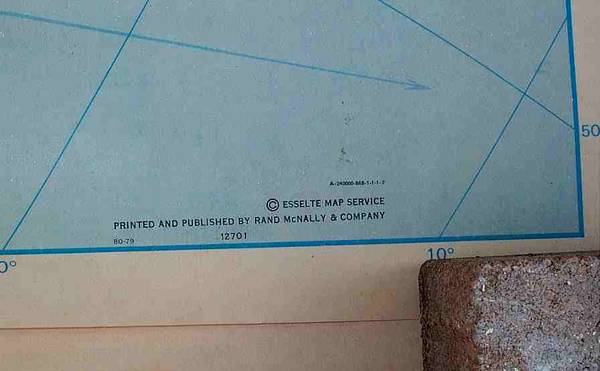 50
A-240000-868-1-1-1-2
© ESSELTE MAP SERVICE
PRINTED AND PUBLISHED BY RAND McNALLY & COMPANY
80-79 12701
0° 10°